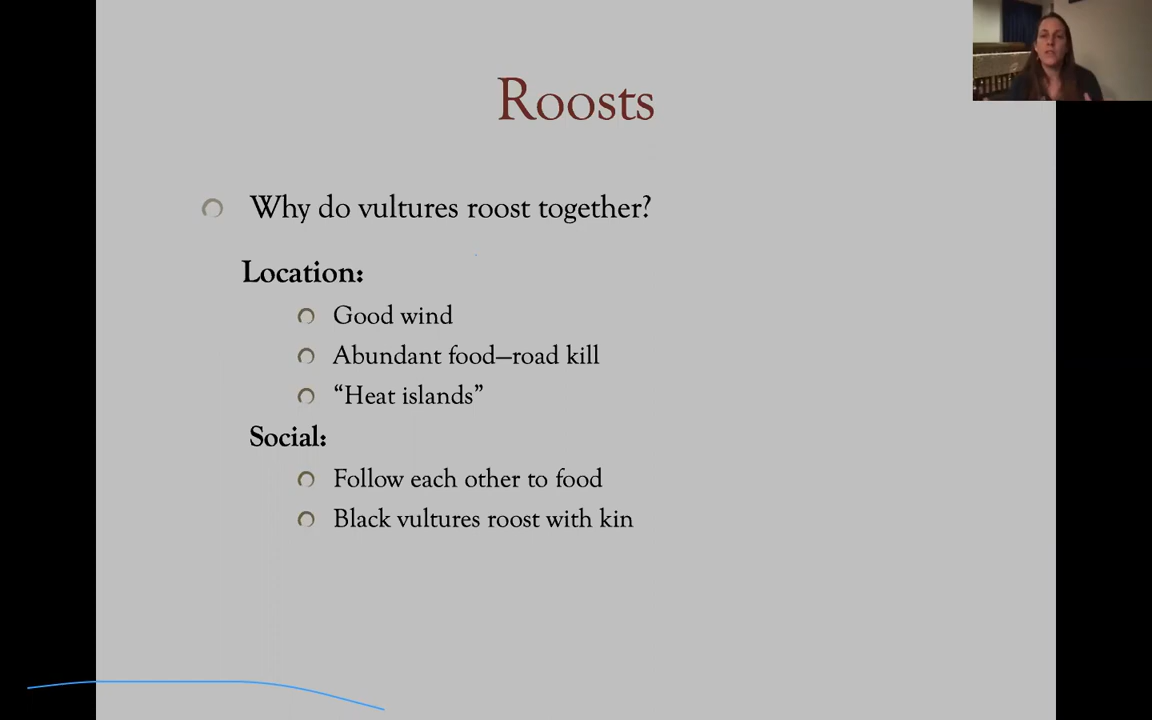 Roosts
Why do vultures roost together?
Location:
Good wind
Abundant food—road kill
“Heat islands”
Social:
Follow each other to food
Black vultures roost with kin